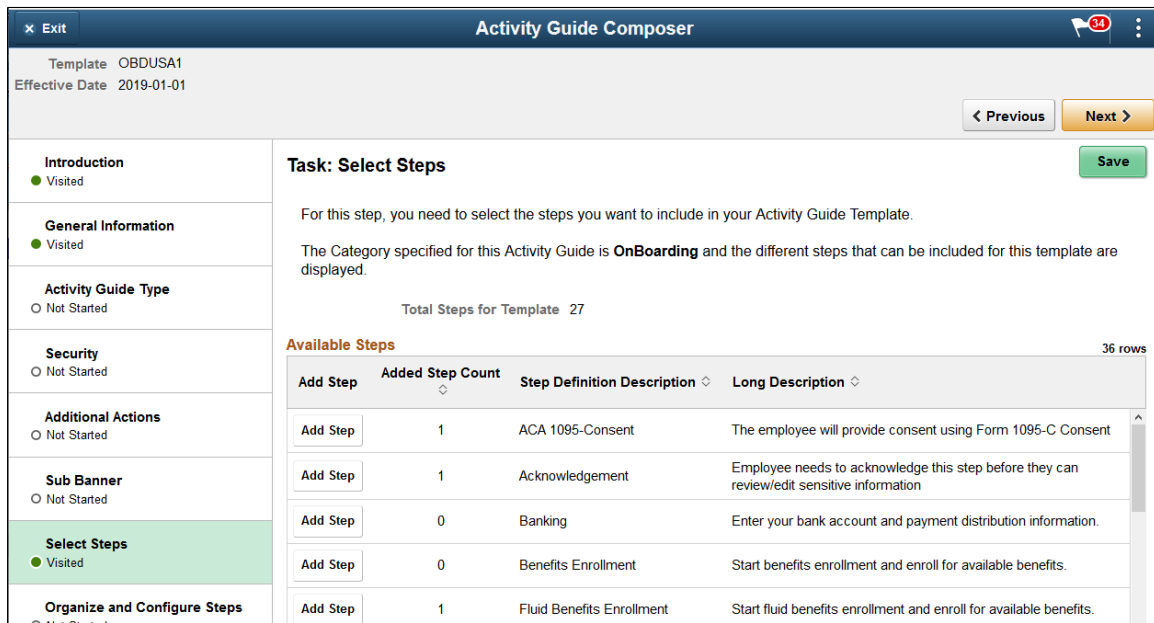 × Exit
Activity Guide Composer
34
Template OBDUSA1
Effective Date 2019-01-01
Previous
Next
Introduction
Visited
General Information
Visited
Activity Guide Type
Not Started
Security
Not Started
Additional Actions
Not Started
Sub Banner
Not Started
Select Steps
Visited
Organize and Configure Steps
Not Started
Task: Select Steps
Save
For this step, you need to select the steps you want to include in your Activity Guide Template.
The Category specified for this Activity Guide is OnBoarding and the different steps that can be included for this template are
displayed.
Total Steps for Template 27
Available Steps
36 rows
Add Step Added Step Count Step Definition Description Long Description
Add Step 1 ACA 1095-Consent The employee will provide consent using Form 1095-C Consent
Add Step 1 Acknowledgement Employee needs to acknowledge this step before they can
review/edit sensitive information
Add Step 0 Banking Enter your bank account and payment distribution information.
Add Step 0 Benefits Enrollment Start benefits enrollment and enroll for available benefits.
Add Step 1 Fluid Benefits Enrollment Start fluid benefits enrollment and enroll for available benefits.